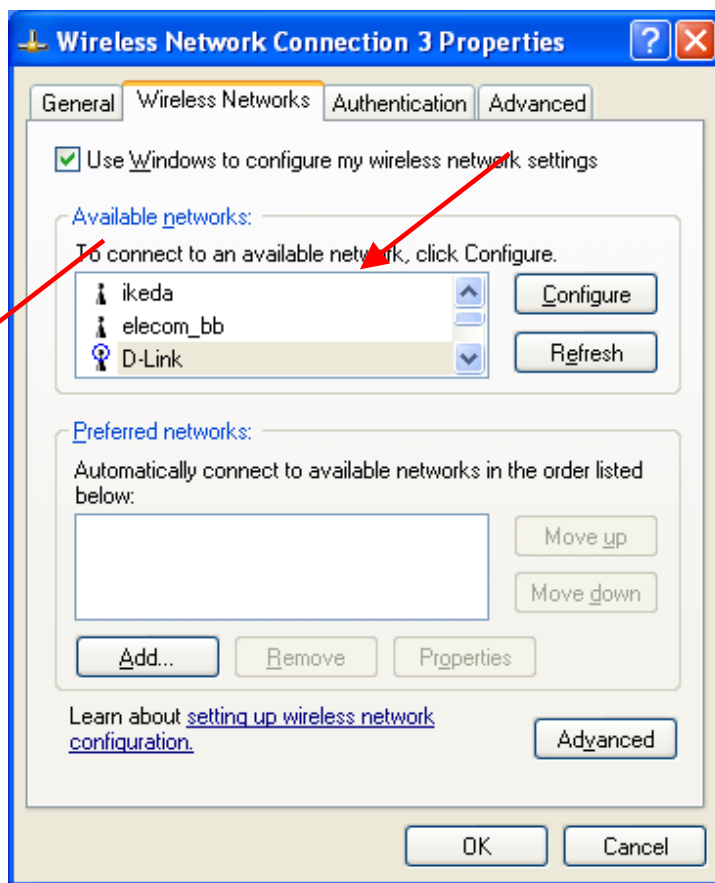 Wireless Network Connection 3 Properties
General Wireless Networks Authentication Advanced
Use Windows to configure my wireless network settings
Available networks:
To connect to an available network, click Configure.
ikeda
elecom_bb
D-Link
Configure
Refresh
Preferred networks:
Automatically connect to available networks in the order listed
below:
Move up
Move down
Add... Remove Properties
Learn about setting up wireless network
configuration.
Advanced
OK Cancel